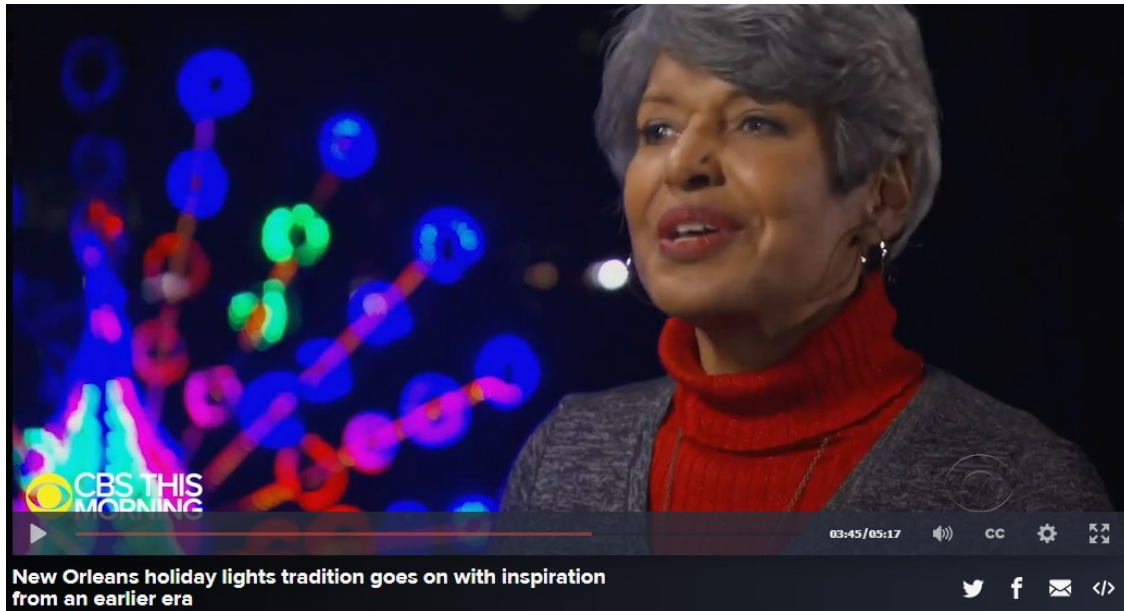 CBS THIS
MORNING
03:45/05:17
CC
New Orleans holiday lights tradition goes on with inspiration
from an earlier era